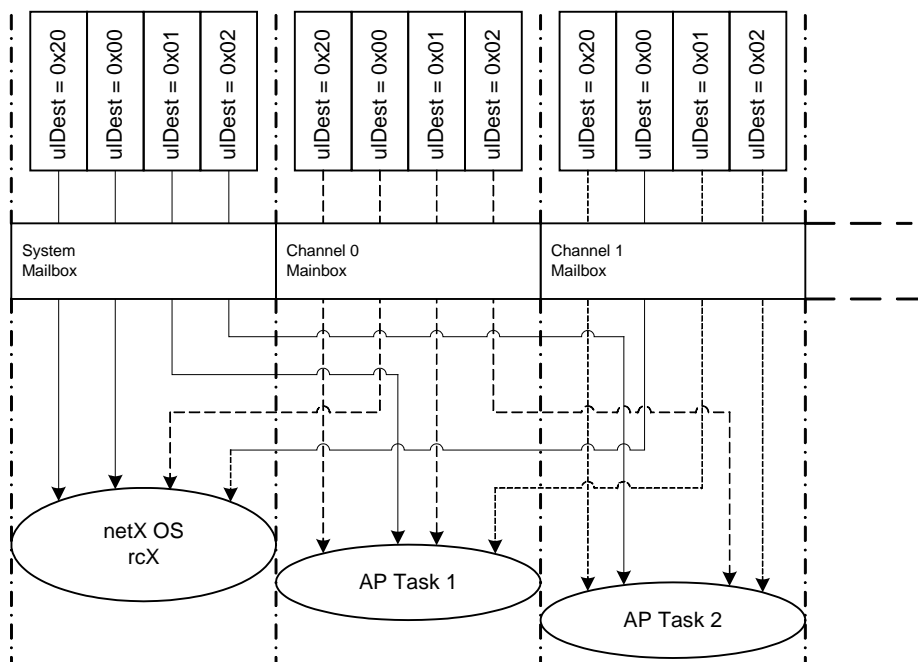 ulDest = 0x20
ulDest = 0x00
ulDest = 0x01
ulDest = 0x02
ulDest = 0x20
ulDest = 0x00
ulDest = 0x01
ulDest = 0x02
ulDest = 0x20
ulDest = 0x00
ulDest = 0x01
ulDest = 0x02
System
Mailbox
Channel 0
Mainbox
Channel 1
Mailbox
netX OS
rcX
AP Task 1
AP Task 2